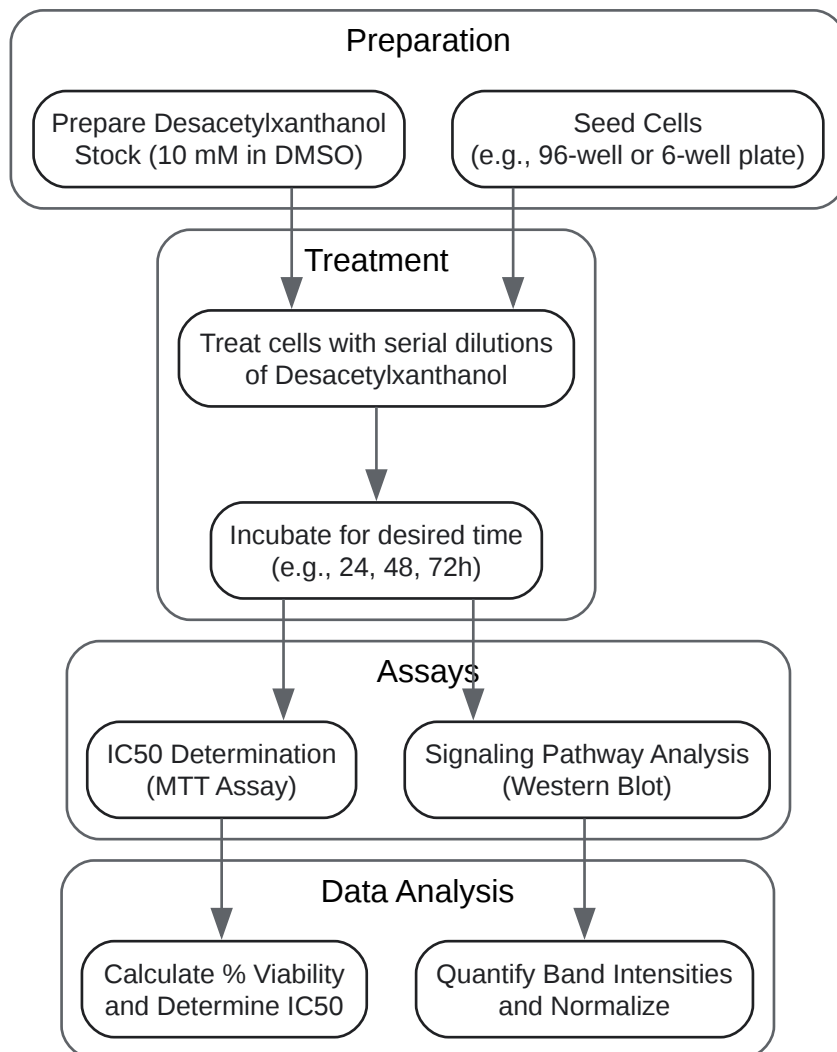 Preparation
Prepare Desacetylxanthanol
Stock (10 mM in DMSO)
Seed Cells
(e.g., 96-well or 6-well plate)
Treatment
Treat cells with serial dilutions
of Desacetylxanthanol
Incubate for desired time
(e.g., 24, 48, 72h)
Assays
IC50 Determination
(MTT Assay)
Signaling Pathway Analysis
(Western Blot)
Data Analysis
Calculate % Viability
and Determine IC50
Quantify Band Intensities
and Normalize